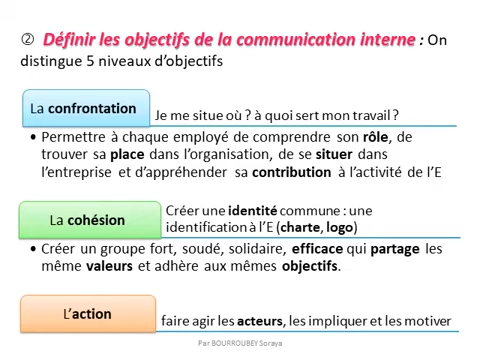 ② Définir les objectifs de la communication interne : On
distingue 5 niveaux d'objectifs
La confrontation
Je me situe où ? à quoi sert mon travail ?
• Permettre à chaque employé de comprendre son rôle, de
trouver sa place dans l'organisation, de se situer dans
l'entreprise et d'appréhender sa contribution à l'activité de l'E
La cohésion
Créer une identité commune : une
identification à l'E (charte, logo)
• Créer un groupe fort, soudé, solidaire, efficace qui partage les
même valeurs et adhère aux mêmes objectifs.
L'action
faire agir les acteurs, les impliquer et les motiver
Par BOURROUBEY Soraya